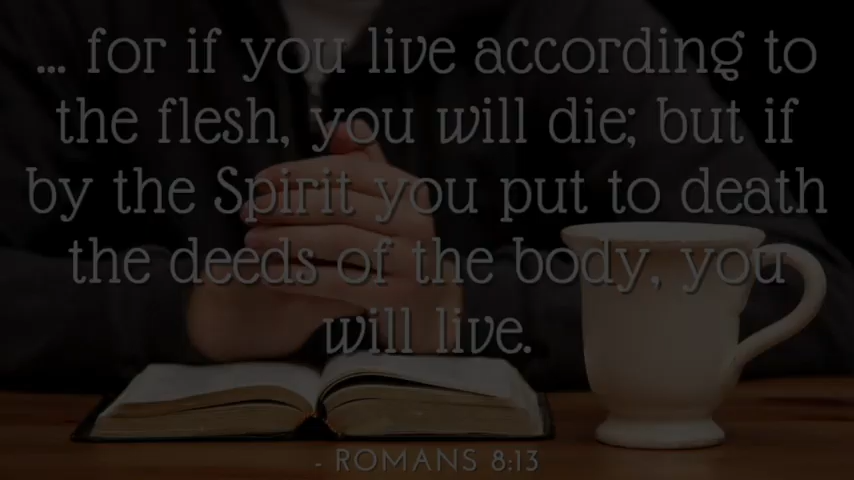 ... for if you live according to
the flesh, you will die; but if
by the Spirit you put to death
the deeds of the body, you
will live.
- ROMANS 8:13